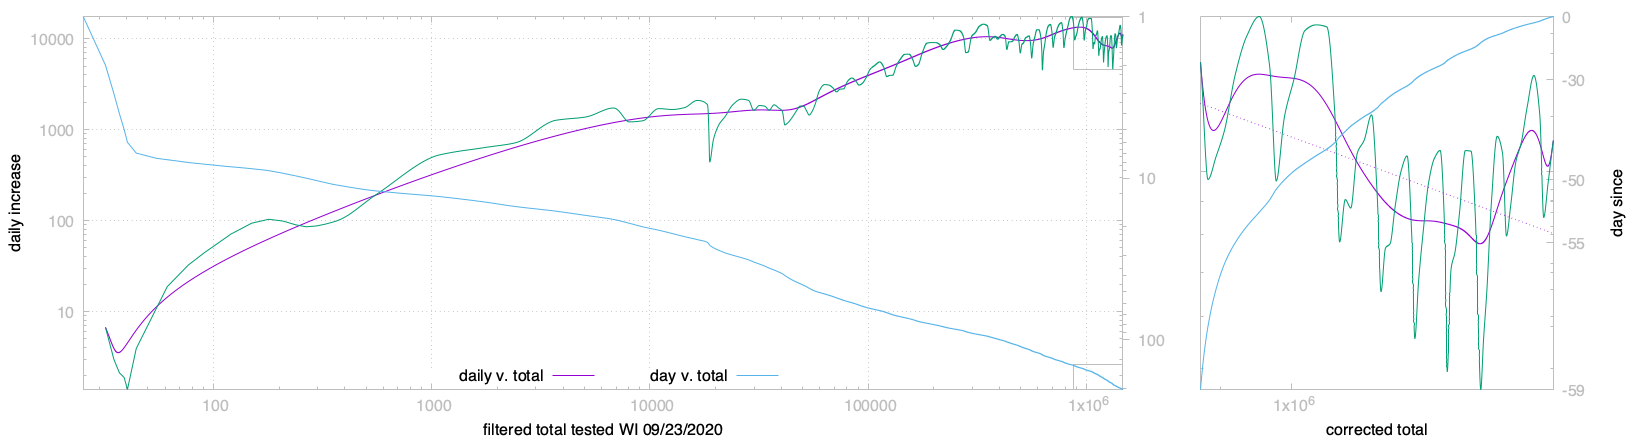 10000
1000
100
10
daily increase
daily v. total
day v. total
1
10
100
100
1000
10000
100000
1x10^6
filtered total tested WI 09/23/2020
0
-30
-50
-55
-59
day since
1x10^6
corrected total